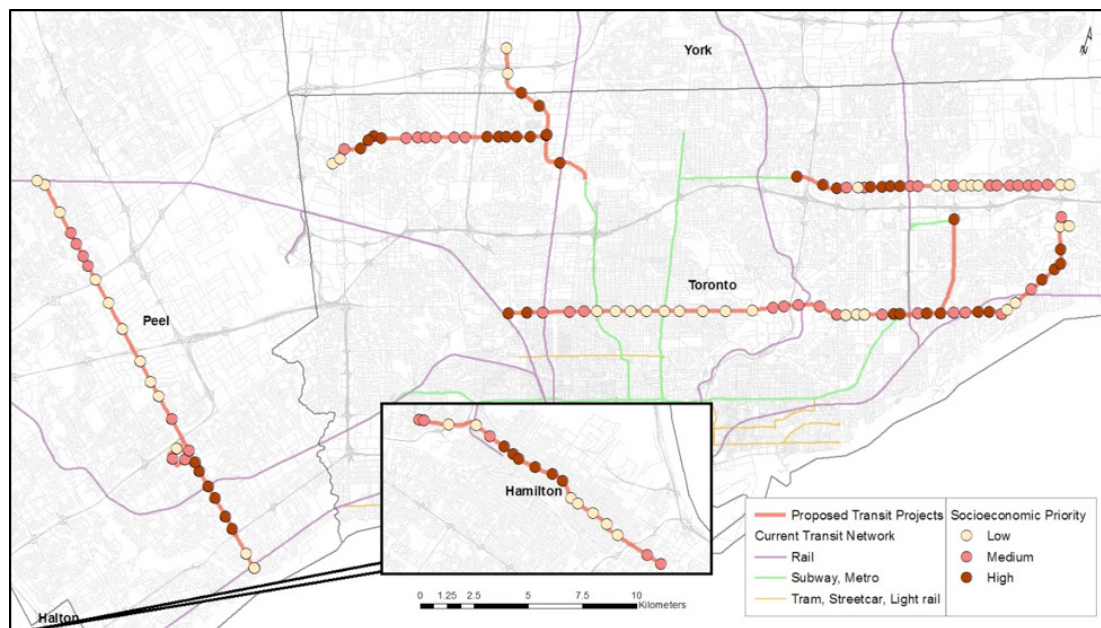 York
N
Toronto
Peel
Hamilton
Halton
Proposed Transit Projects
Current Transit Network
Rail
Subway, Metro
Tram, Streetcar, Light rail
Socioeconomic Priority
Low
Medium
High
0 1.25 2.5 5 7.5 10
Kilometers